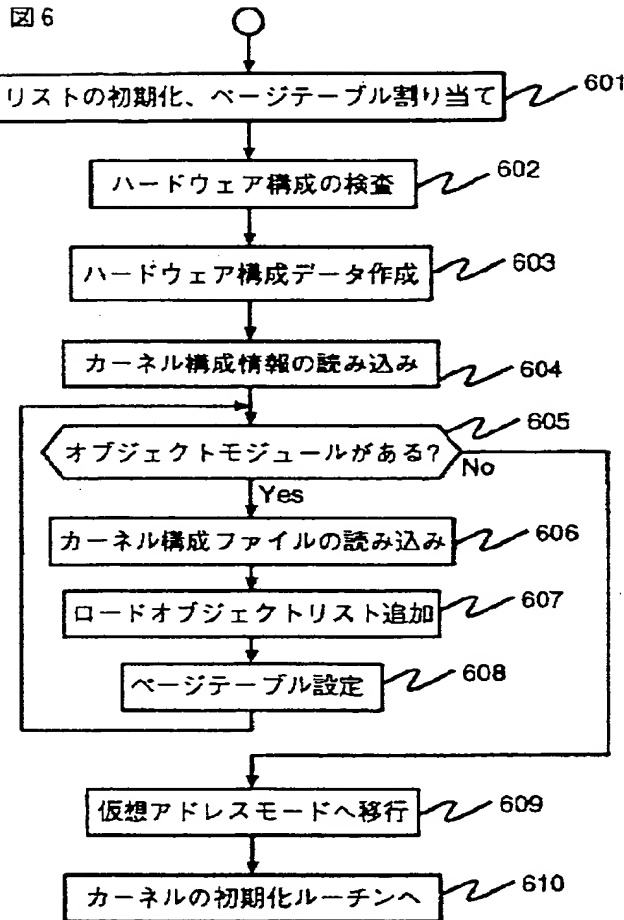 図6
リストの初期化、ページテーブル割り当て
601
ハードウェア構成の検査
602
ハードウェア構成データ作成
603
カーネル構成情報の読み込み
604
オブジェクトモジュールがある?
605
No
Yes
カーネル構成ファイルの読み込み
606
ロードオブジェクトリスト追加
607
ページテーブル設定
608
仮想アドレスモードへ移行
609
カーネルの初期化ルーチンへ
610